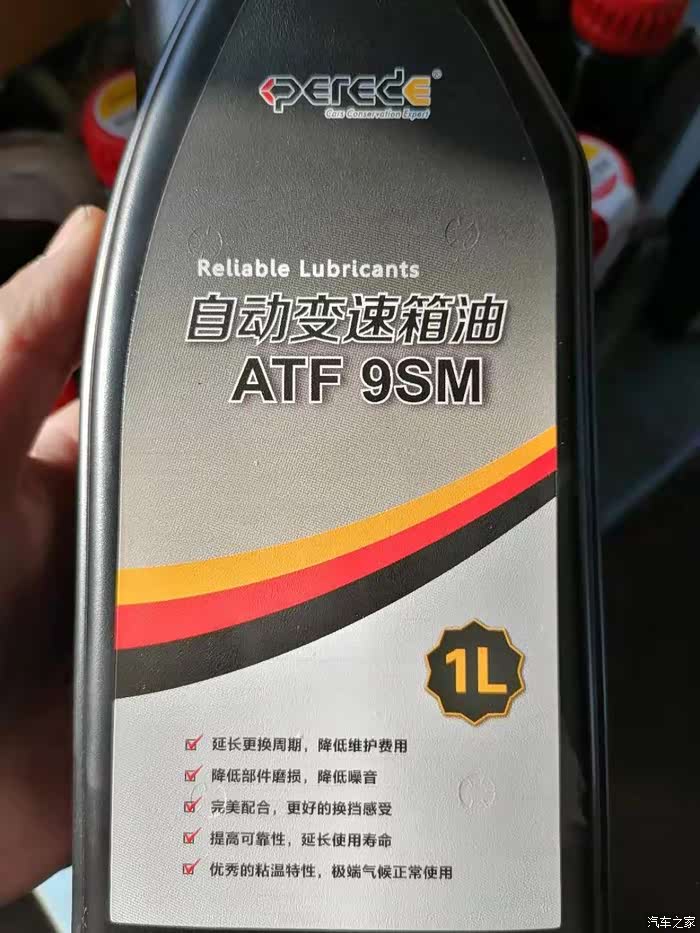 perede®
Cars Conservation Expert
Reliable Lubricants
自动变速箱油
ATF 9SM
1L
延长更换周期，降低维护费用
降低部件磨损，降低噪音
完美配合，更好的换挡感受
提高可靠性，延长使用寿命
优秀的粘温特性，极端气候正常使用
汽车之家